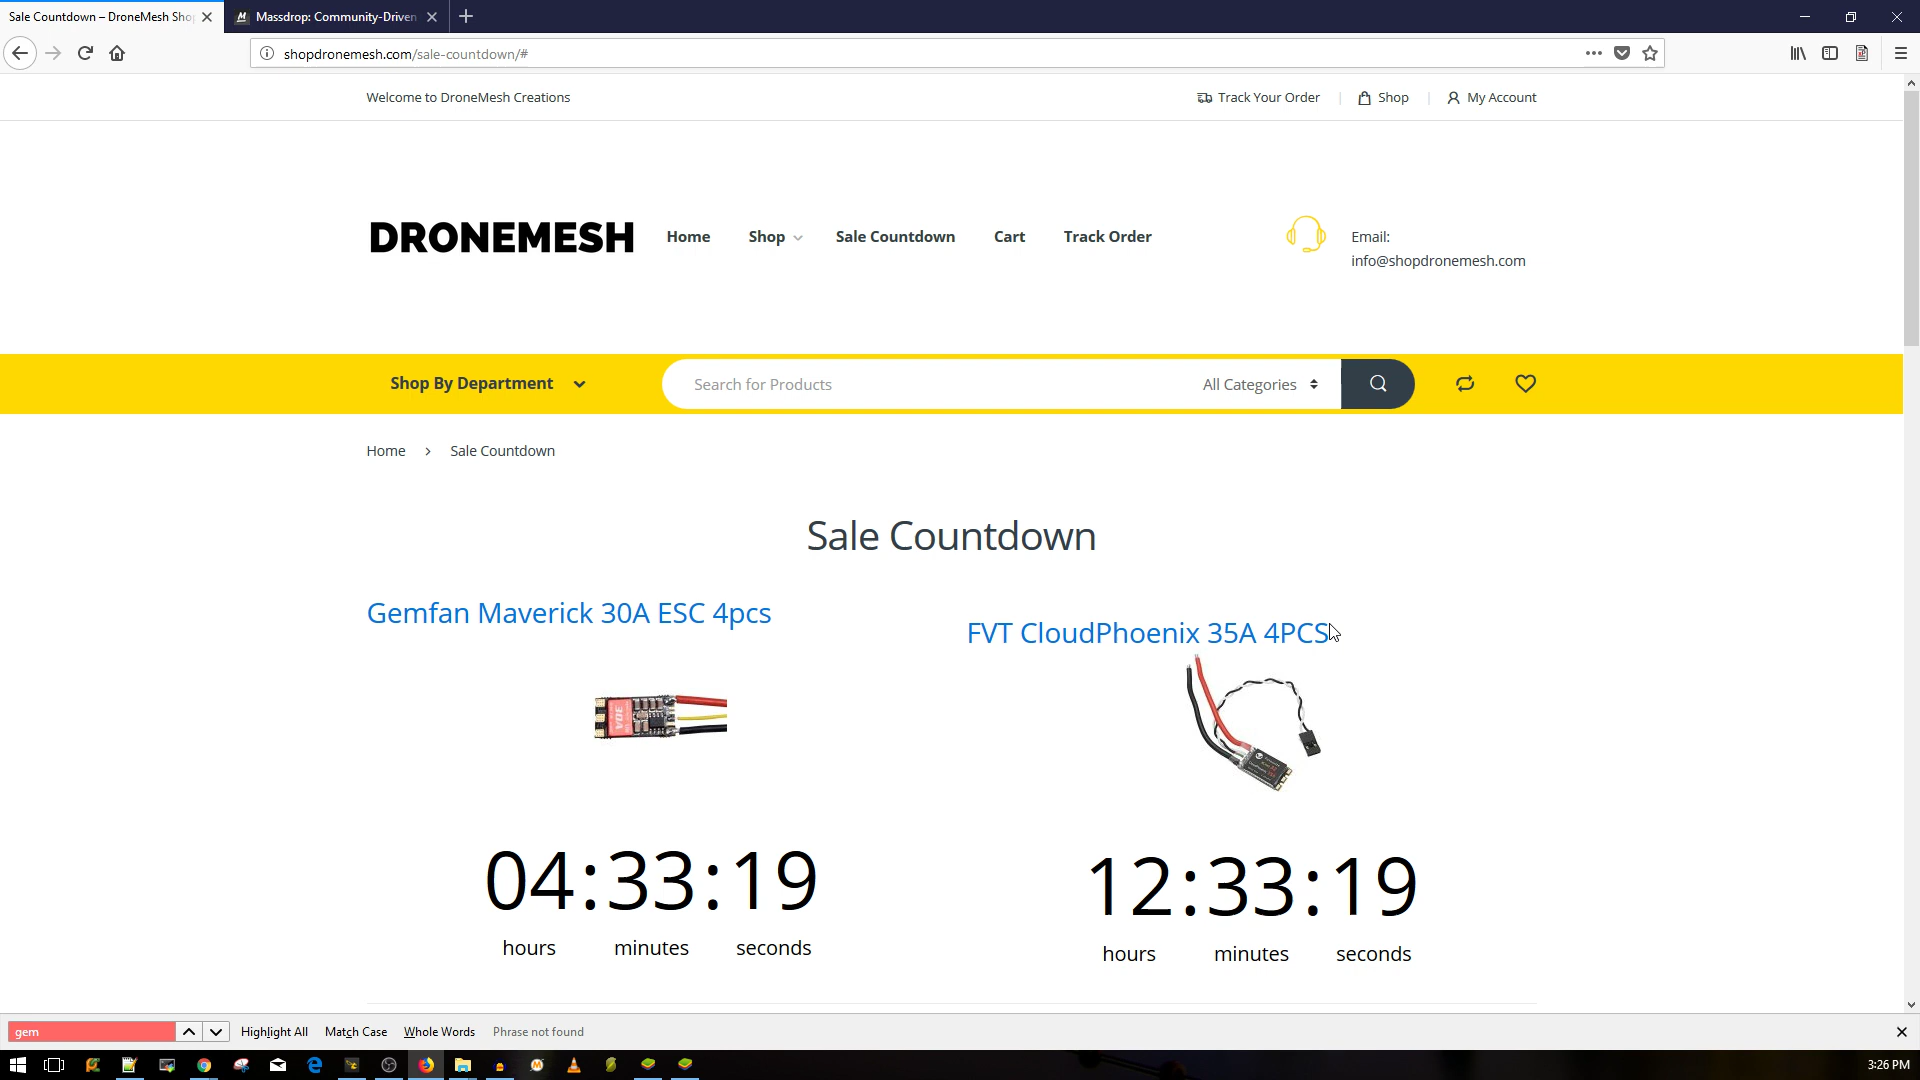 Sale Countdown – DroneMesh Sho
Massdrop: Community-Driven
shopdronemesh.com/sale-countdown/#
Welcome to DroneMesh Creations
Track Your Order
Shop
My Account
DRONEMESH
Home
Shop
Sale Countdown
Cart
Track Order
Email:
info@shopdronemesh.com
Shop By Department
Search for Products
All Categories
Home > Sale Countdown
Sale Countdown
Gemfan Maverick 30A ESC 4pcs
FVT CloudPhoenix 35A 4PCS
30A
04:33:19
hours minutes seconds
12:33:19
hours minutes seconds
gem
Highlight All
Match Case
Whole Words
Phrase not found
3:26 PM